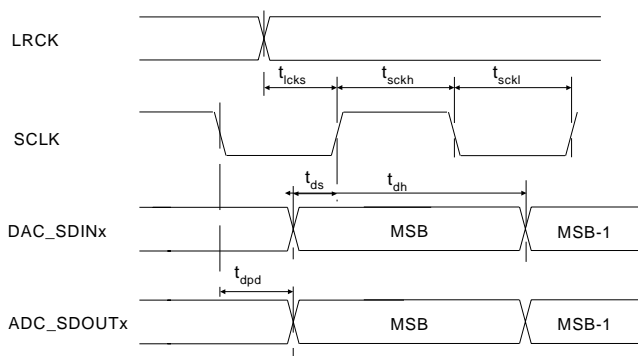 LRCK
t_lcks t_sckh t_sckl
SCLK
t_ds t_dh
DAC_SDINx MSB MSB-1
t_dpd
ADC_SDOUTx MSB MSB-1